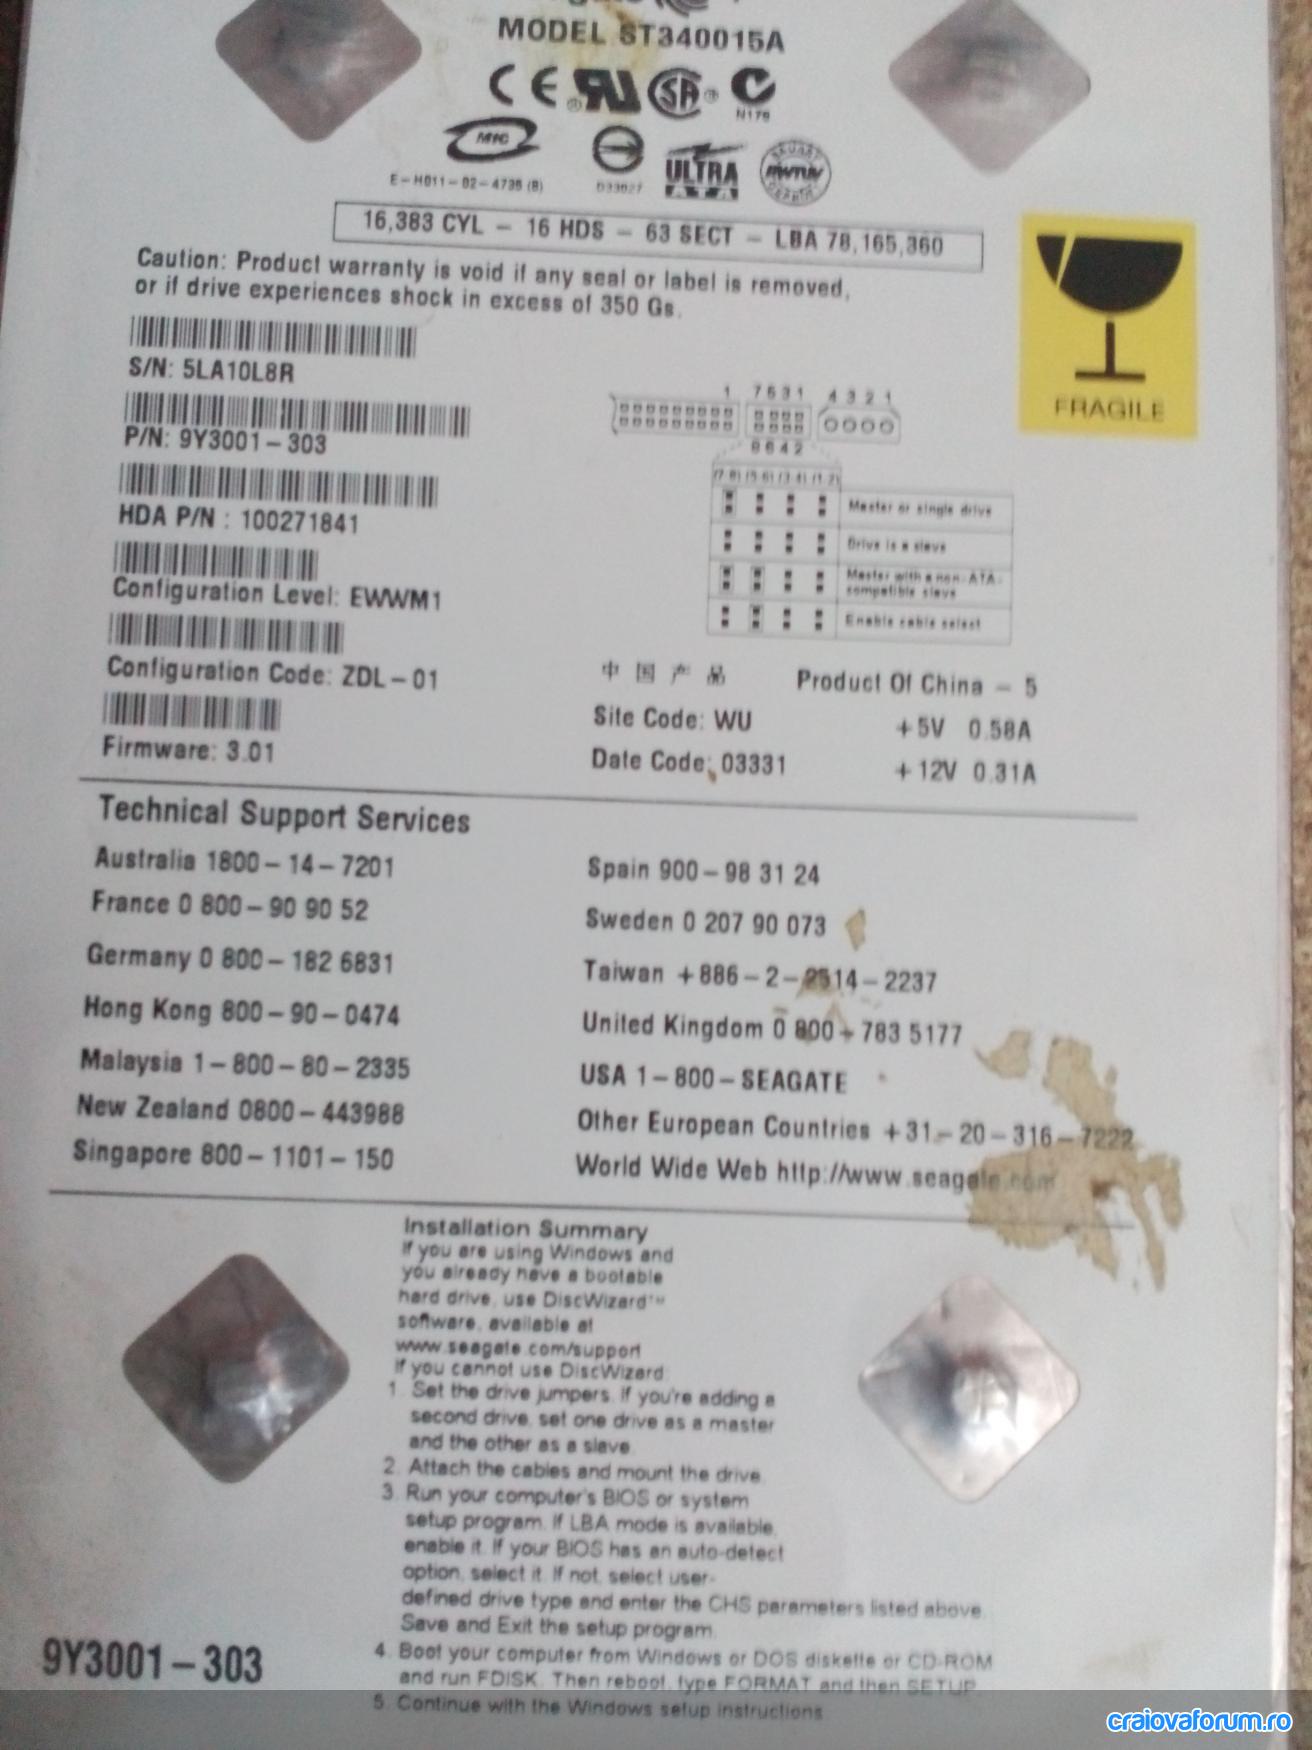 MODEL ST340015A
CE
N176
MIC
E-H011-02-4735 (B)
D33027
ULTRA
ATA
16,383 CYL – 16 HDS – 63 SECT – LBA 78,165,360
Caution: Product warranty is void if any seal or label is removed,
or if drive experiences shock in excess of 350 Gs.
FRAGILE
S/N: 5LA10L8R
P/N: 9Y3001-303
HDA P/N : 100271841
Configuration Level: EWWM1
Configuration Code: ZDL-01
Firmware: 3.01
1 7531 4321
8642
(7-8) (5-6) (3-4) (1-2)
Master or single drive
Drive is a slave
Master with a non-ATA-
compatible slave
Enable cable select
中国产品 Product Of China – 5
Site Code: WU +5V 0.58A
Date Code: 03331 +12V 0.31A
Technical Support Services
Australia 1800-14-7201
France 0 800-90 90 52
Germany 0 800-182 6831
Hong Kong 800-90-0474
Malaysia 1-800-80-2335
New Zealand 0800-443988
Singapore 800-1101-150
Spain 900-98 31 24
Sweden 0 207 90 073
Taiwan +886-2-2514-2237
United Kingdom 0 800-783 5177
USA 1-800-SEAGATE
Other European Countries +31-20-316-7222
World Wide Web http://www.seagate.com
Installation Summary
If you are using Windows and
you already have a bootable
hard drive, use DiscWizard™
software, available at
www.seagate.com/support
If you cannot use DiscWizard:
1. Set the drive jumpers. If you're adding a
second drive, set one drive as a master
and the other as a slave.
2. Attach the cables and mount the drive.
3. Run your computer's BIOS or system
setup program. If LBA mode is available,
enable it. If your BIOS has an auto-detect
option, select it. If not, select user-
defined drive type and enter the CHS parameters listed above.
Save and Exit the setup program.
4. Boot your computer from Windows or DOS diskette or CD-ROM
and run FDISK. Then reboot, type FORMAT and then SETUP.
5. Continue with the Windows setup instructions.
9Y3001-303
craiovaforum.ro